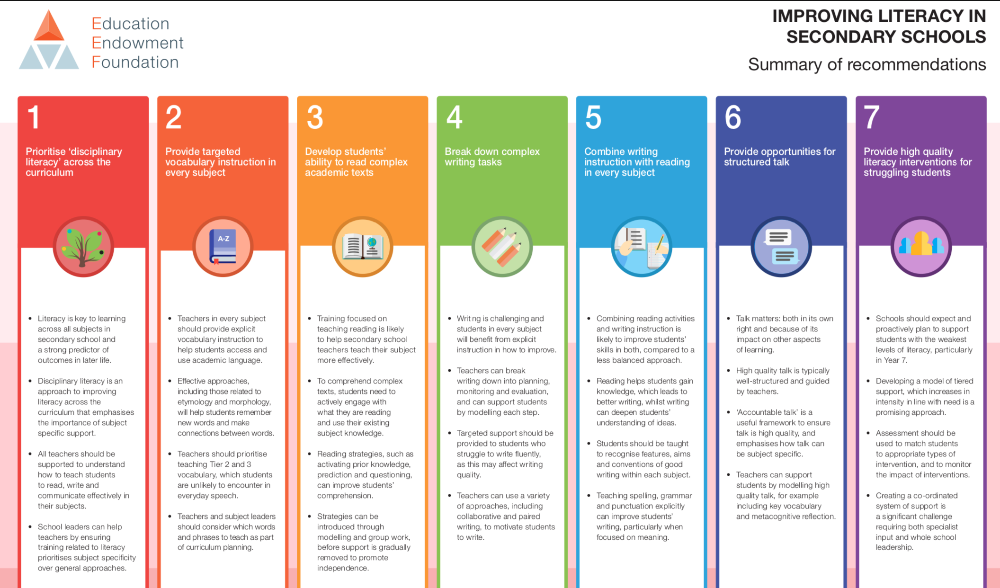 Education
Endowment
Foundation
IMPROVING LITERACY IN
SECONDARY SCHOOLS
Summary of recommendations
1
Prioritise ‘disciplinary
literacy’ across the
curriculum
• Literacy is key to learning
across all subjects in
secondary school and
a strong predictor of
outcomes in later life.
• Disciplinary literacy is an
approach to improving
literacy across the
curriculum that emphasises
the importance of subject
specific support.
• All teachers should be
supported to understand
how to teach students
to read, write and
communicate effectively in
their subjects.
• School leaders can help
teachers by ensuring
training related to literacy
prioritises subject specificity
over general approaches.
2
Provide targeted
vocabulary instruction in
every subject
A-Z
• Teachers in every subject
should provide explicit
vocabulary instruction to
help students access and
use academic language.
• Effective approaches,
including those related to
etymology and morphology,
will help students remember
new words and make
connections between words.
• Teachers should prioritise
teaching Tier 2 and 3
vocabulary, which students
are unlikely to encounter in
everyday speech.
• Teachers and subject leaders
should consider which words
and phrases to teach as part
of curriculum planning.
3
Develop students’
ability to read complex
academic texts
• Training focused on
teaching reading is likely
to help secondary school
teachers teach their subject
more effectively.
• To comprehend complex
texts, students need to
actively engage with
what they are reading
and use their existing
subject knowledge.
• Reading strategies, such as
activating prior knowledge,
prediction and questioning,
can improve students’
comprehension.
• Strategies can be
introduced through
modelling and group work,
before support is gradually
removed to promote
independence.
4
Break down complex
writing tasks
• Writ ng is challenging and
students in every subject
will benefit from explicit
instruction in how to improve.
• Teachers can break
writing down into planning,
monitoring and evaluation,
and can support students
by modelling each step.
• Targeted support should be
provided to students who
struggle to write fluently,
as this may affect writing
quality.
• Teachers can use a variety
of approaches, including
collaborative and paired
writing, to motivate students
to write.
5
Combine writing
instruction with reading
in every subject
• Combining reading activities
and writing instruction is
likely to improve students’
skills in both, compared to a
less balanced approach.
• Reading helps students gain
knowledge, which leads to
better writing, whilst writing
can deepen students’
understanding of ideas.
• Students should be taught
to recognise features, aims
and conventions of good
writing within each subject.
• Teaching spelling, grammar
and punctuation explicitly
can improve students’
writing, particularly when
focused on meaning.
6
Provide opportunities for
structured talk
• Talk matters: both in its own
right and because of its
impact on other aspects
of learning.
• High quality talk is typically
well-structured and guided
by teachers.
• ‘Accountable talk’ is a
useful framework to ensure
talk is high quality, and
emphasises how talk can
be subject specific.
• Teachers can support
students by modelling high
quality talk, for example
including key vocabulary
and metacognitive reflection.
7
Provide high quality
literacy interventions for
struggling students
• Schools should expect and
proactively plan to support
students with the weakest
levels of literacy, particularly
in Year 7.
• Developing a model of tiered
support, which increases in
intensity in line with need is a
promising approach.
• Assessment should be
used to match students
to appropriate types of
intervention, and to monitor
the impact of interventions.
• Creating a co-ordinated
system of support is
a significant challenge
requiring both specialist
input and whole school
leadership.